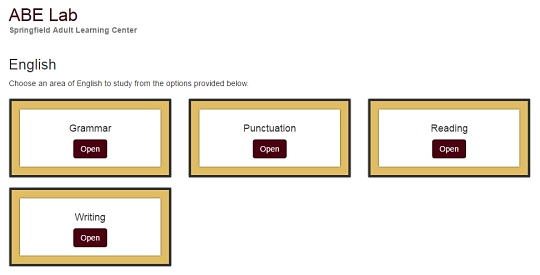 ABE Lab
Springfield Adult Learning Center
English
Choose an area of English to study from the options provided below.
Grammar
Open
Punctuation
Open
Reading
Open
Writing
Open